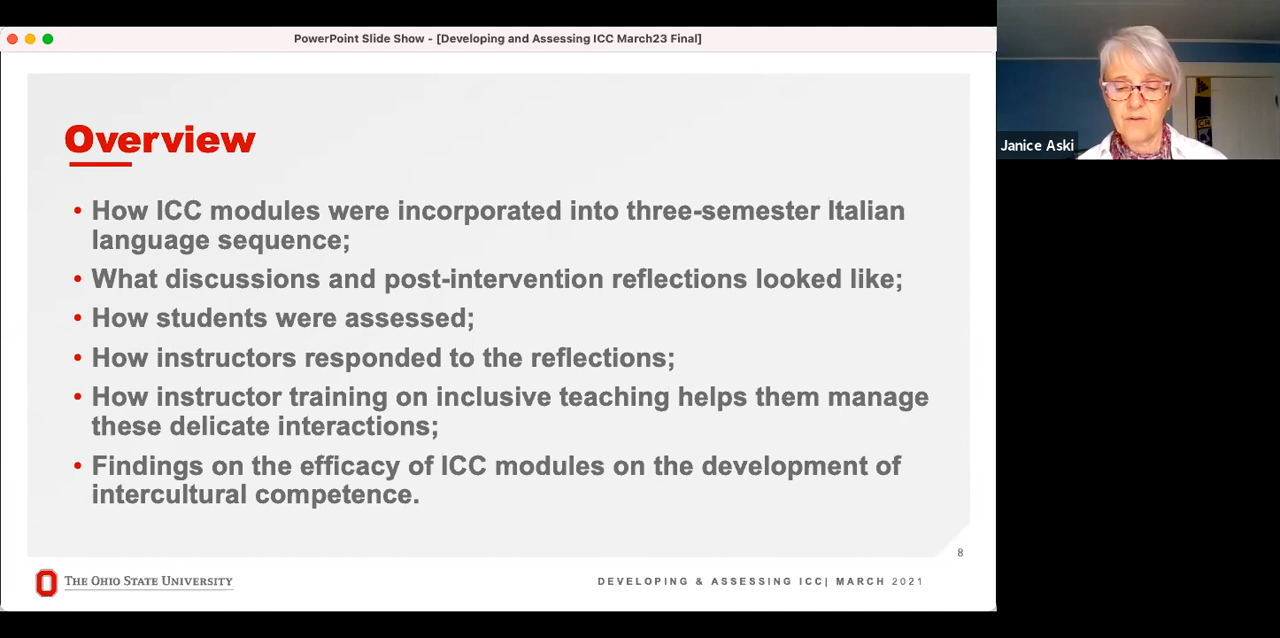 PowerPoint Slide Show - [Developing and Assessing ICC March23 Final]
Overview
• How ICC modules were incorporated into three-semester Italian
language sequence;
• What discussions and post-intervention reflections looked like;
• How students were assessed;
• How instructors responded to the reflections;
• How instructor training on inclusive teaching helps them manage
these delicate interactions;
• Findings on the efficacy of ICC modules on the development of
intercultural competence.
8
THE OHIO STATE UNIVERSITY
DEVELOPING & ASSESSING ICC| MARCH 2021
Janice Aski